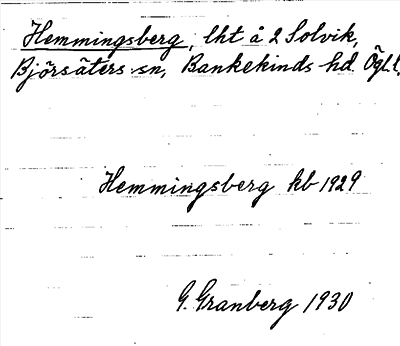 Hemmingsberg, lht å 2 Solvik,
Björsäters sn, Bankekinds hd. Ögl.
Hemmingsberg kb 1929
G. Granberg 1930